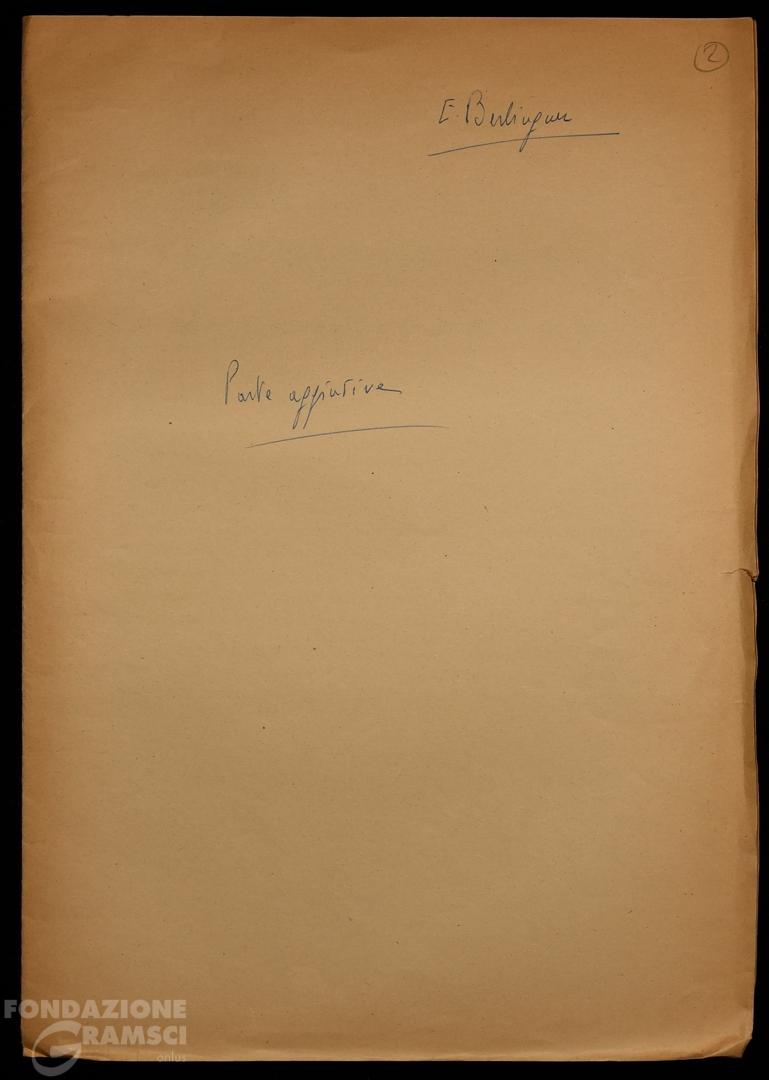 2
E. Berlinguer
Parte aggiuntiva
FONDAZIONE
GRAMSCI
onlus